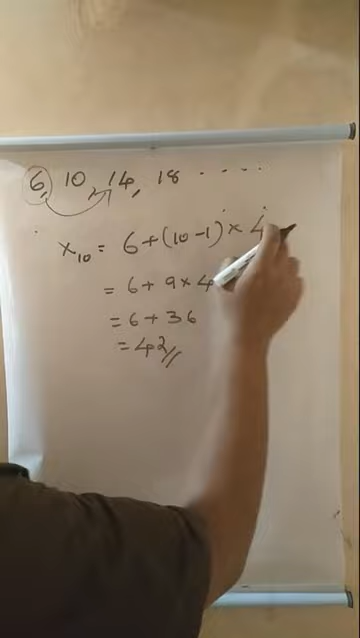 6, 10, 14, 18 . . . .
x₁₀ = 6+(10-1) × 4
= 6 + 9 × 4
= 6 + 36
= 42//